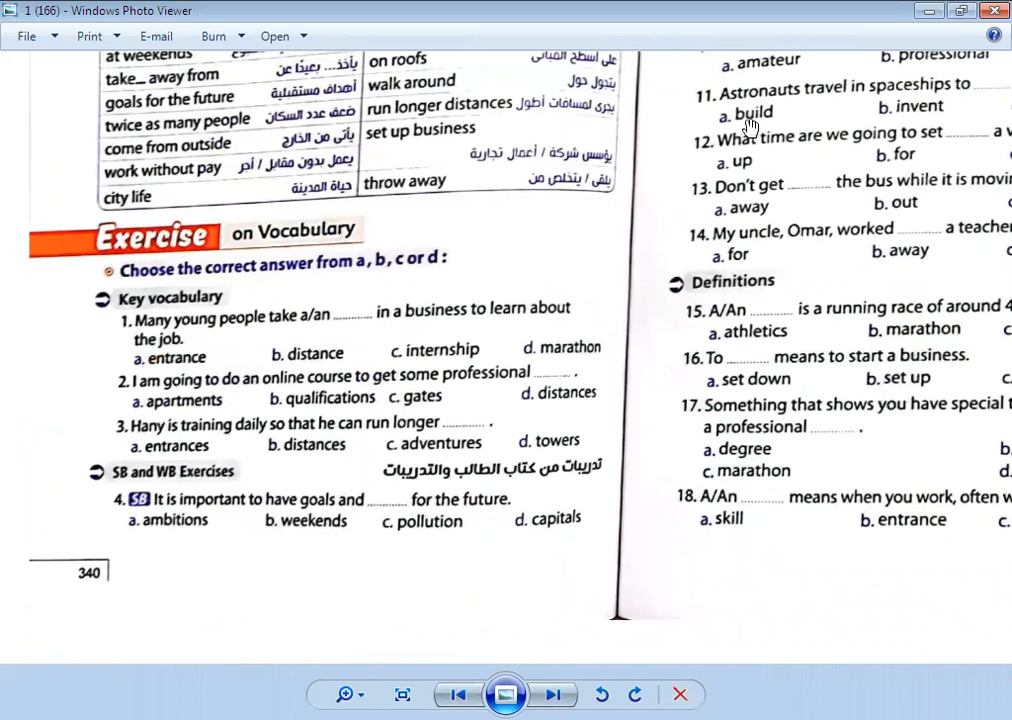 1 (166) - Windows Photo Viewer
File Print E-mail Burn Open
at weekends
take... away from يأخذ... بعيدًا عن
goals for the future أهداف مستقبلية
twice as many people ضعف عدد السكان
come from outside يأتى من الخارج
work without pay يعمل بدون مقابل / أجر
city life حياة المدينة
on roofs على أسطح المبانى
walk around يتجول حول
run longer distances يجرى لمسافات أطول
set up business
يؤسس شركة / أعمال تجارية
throw away يلقى / يتخلص من
Exercise on Vocabulary
Choose the correct answer from a, b, c or d :
Key vocabulary
1. Many young people take a/an ........... in a business to learn about
the job.
a. entrance b. distance c. internship d. marathon
2. I am going to do an online course to get some professional ........... .
a. apartments b. qualifications c. gates d. distances
3. Hany is training daily so that he can run longer ........... .
a. entrances b. distances c. adventures d. towers
SB and WB Exercises تدريبات من كتاب الطالب والتدريبات
4. SB It is important to have goals and ........... for the future.
a. ambitions b. weekends c. pollution d. capitals
340
a. amateur b. professional
11. Astronauts travel in spaceships to
a. build b. invent
12. What time are we going to set ........... a
a. up b. for
13. Don't get ........... the bus while it is
a. away b. out
14. My uncle, Omar, worked ........... a
a. for b. away
Definitions
15. A/An ........... is a running race of around
a. athletics b. marathon
16. To ........... means to start a business.
a. set down b. set up c.
17. Something that shows you have special
a professional ........... .
a. degree b.
c. marathon d.
18. A/An ........... means when you work, often
a. skill b. entrance c.